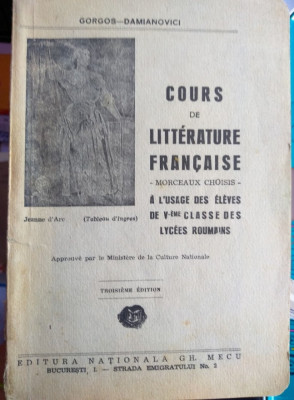 GORGOS—DAMIANOVICI
COURS
DE
LITTÉRATURE
FRANÇAISE
- MORCEAUX CHOISIS -
À L'USAGE DES ÉLÈVES
DE V-ÈME CLASSE DES
LYCÉES ROUMAINS
Jeanne d'Arc (Tableau d'Ingres)
Approuvé par le Ministère de la Culture Nationale
TROISIÈME ÉDITION
EDITURA NATIONALA GH. MECU
BUCUREȘTI, I. — STRADA EMIGRATULUI No. 3